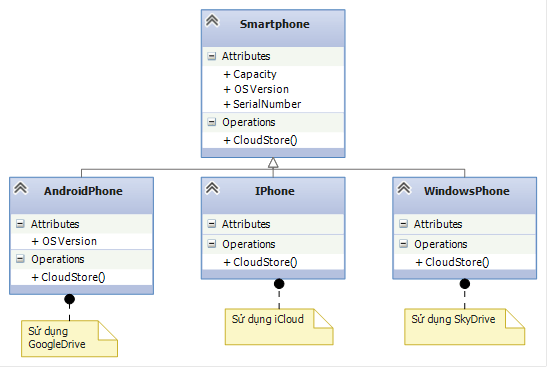 Smartphone
Attributes
+ Capacity
+ OSVersion
+ SerialNumber
Operations
+ CloudStore()
AndroidPhone
Attributes
+ OSVersion
Operations
+ CloudStore()
Sử dụng
GoogleDrive
IPhone
Attributes
Operations
+ CloudStore()
Sử dụng iCloud
WindowsPhone
Attributes
Operations
+ CloudStore()
Sử dụng SkyDrive